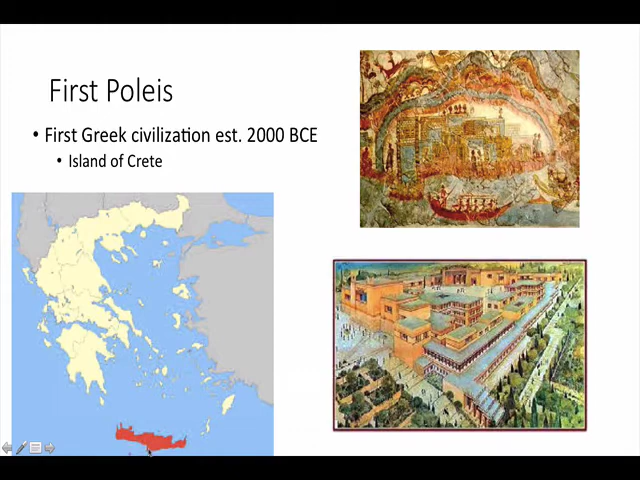 First Poleis
• First Greek civilization est. 2000 BCE
• Island of Crete